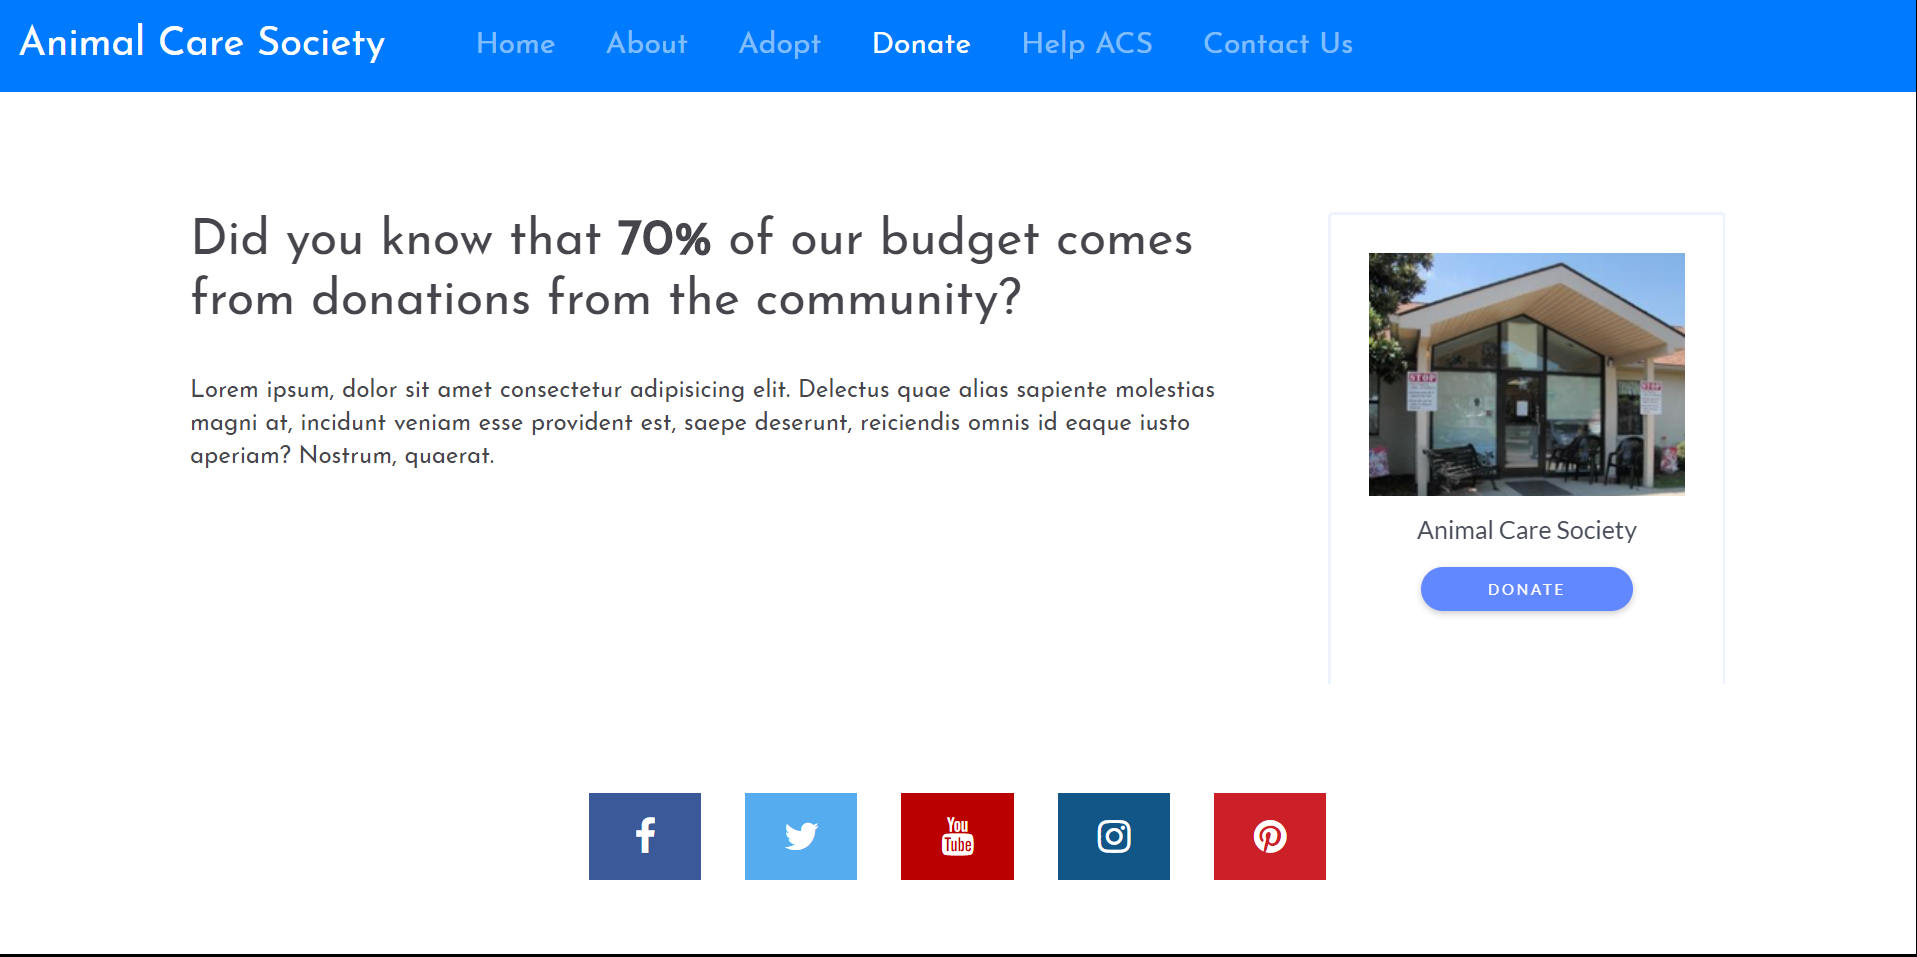 Animal Care Society
Home
About
Adopt
Donate
Help ACS
Contact Us
Did you know that 70% of our budget comes
from donations from the community?
Lorem ipsum, dolor sit amet consectetur adipisicing elit. Delectus quae alias sapiente molestias
magni at, incidunt veniam esse provident est, saepe deserunt, reiciendis omnis id eaque iusto
aperiam? Nostrum, quaerat.
STOP
STOP
Animal Care Society
DONATE
You
Tube